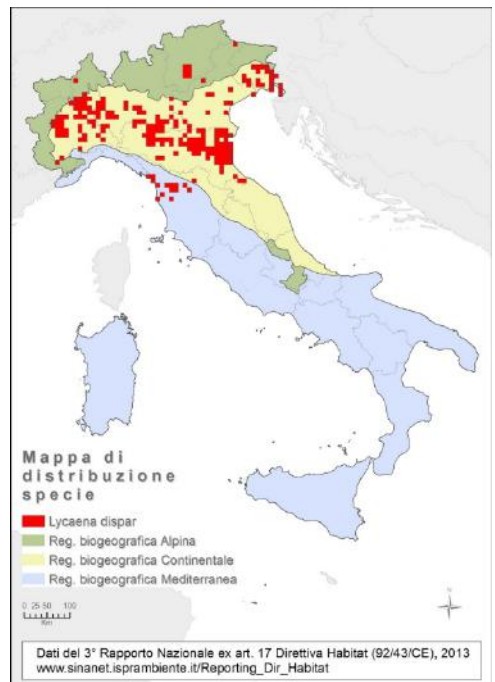 Mappa di
distribuzione
specie
Lycaena dispar
Reg. biogeografica Alpina
Reg. biogeografica Continentale
Reg. biogeografica Mediterranea
0 25 50 100
Km
N
Dati del 3° Rapporto Nazionale ex art. 17 Direttiva Habitat (92/43/CE), 2013
www.sinanet.isprambiente.it/Reporting_Dir_Habitat